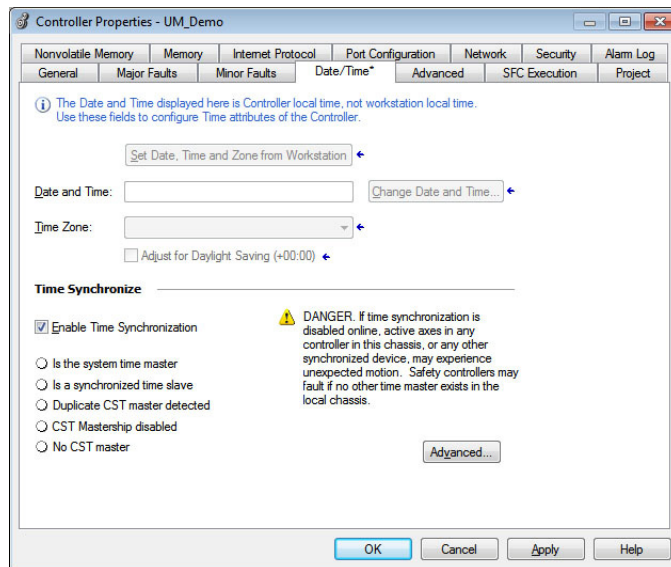 Controller Properties - UM_Demo
Nonvolatile Memory Memory Internet Protocol Port Configuration Network Security Alarm Log
General Major Faults Minor Faults Date/Time* Advanced SFC Execution Project
The Date and Time displayed here is Controller local time, not workstation local time.
Use these fields to configure Time attributes of the Controller.
Set Date, Time and Zone from Workstation
Date and Time: Change Date and Time...
Time Zone:
Adjust for Daylight Saving (+00:00)
Time Synchronize
Enable Time Synchronization
Is the system time master
Is a synchronized time slave
Duplicate CST master detected
CST Mastership disabled
No CST master
DANGER. If time synchronization is
disabled online, active axes in any
controller in this chassis, or any other
synchronized device, may experience
unexpected motion. Safety controllers may
fault if no other time master exists in the
local chassis.
Advanced...
OK Cancel Apply Help